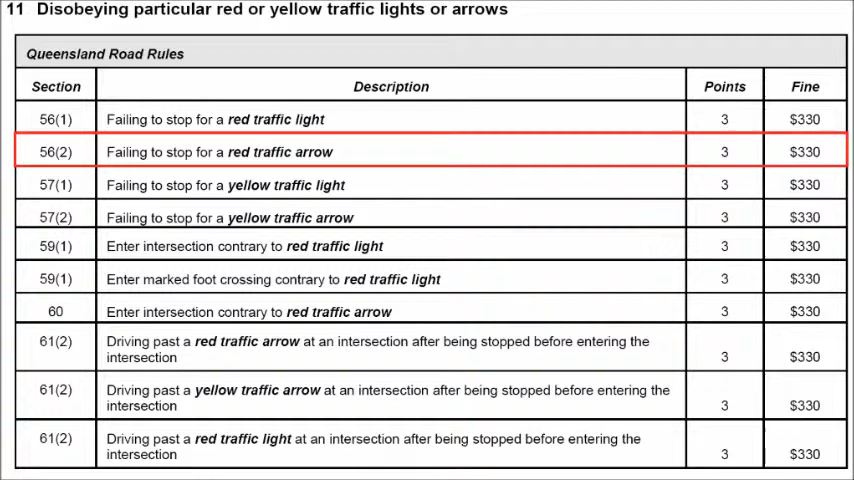 11 Disobeying particular red or yellow traffic lights or arrows
Queensland Road Rules
Section Description Points Fine
56(1) Failing to stop for a red traffic light 3 $330
56(2) Failing to stop for a red traffic arrow 3 $330
57(1) Failing to stop for a yellow traffic light 3 $330
57(2) Failing to stop for a yellow traffic arrow 3 $330
59(1) Enter intersection contrary to red traffic light 3 $330
59(1) Enter marked foot crossing contrary to red traffic light 3 $330
60 Enter intersection contrary to red traffic arrow 3 $330
61(2) Driving past a red traffic arrow at an intersection after being stopped before entering the
intersection 3 $330
61(2) Driving past a yellow traffic arrow at an intersection after being stopped before entering the
intersection 3 $330
61(2) Driving past a red traffic light at an intersection after being stopped before entering the
intersection 3 $330